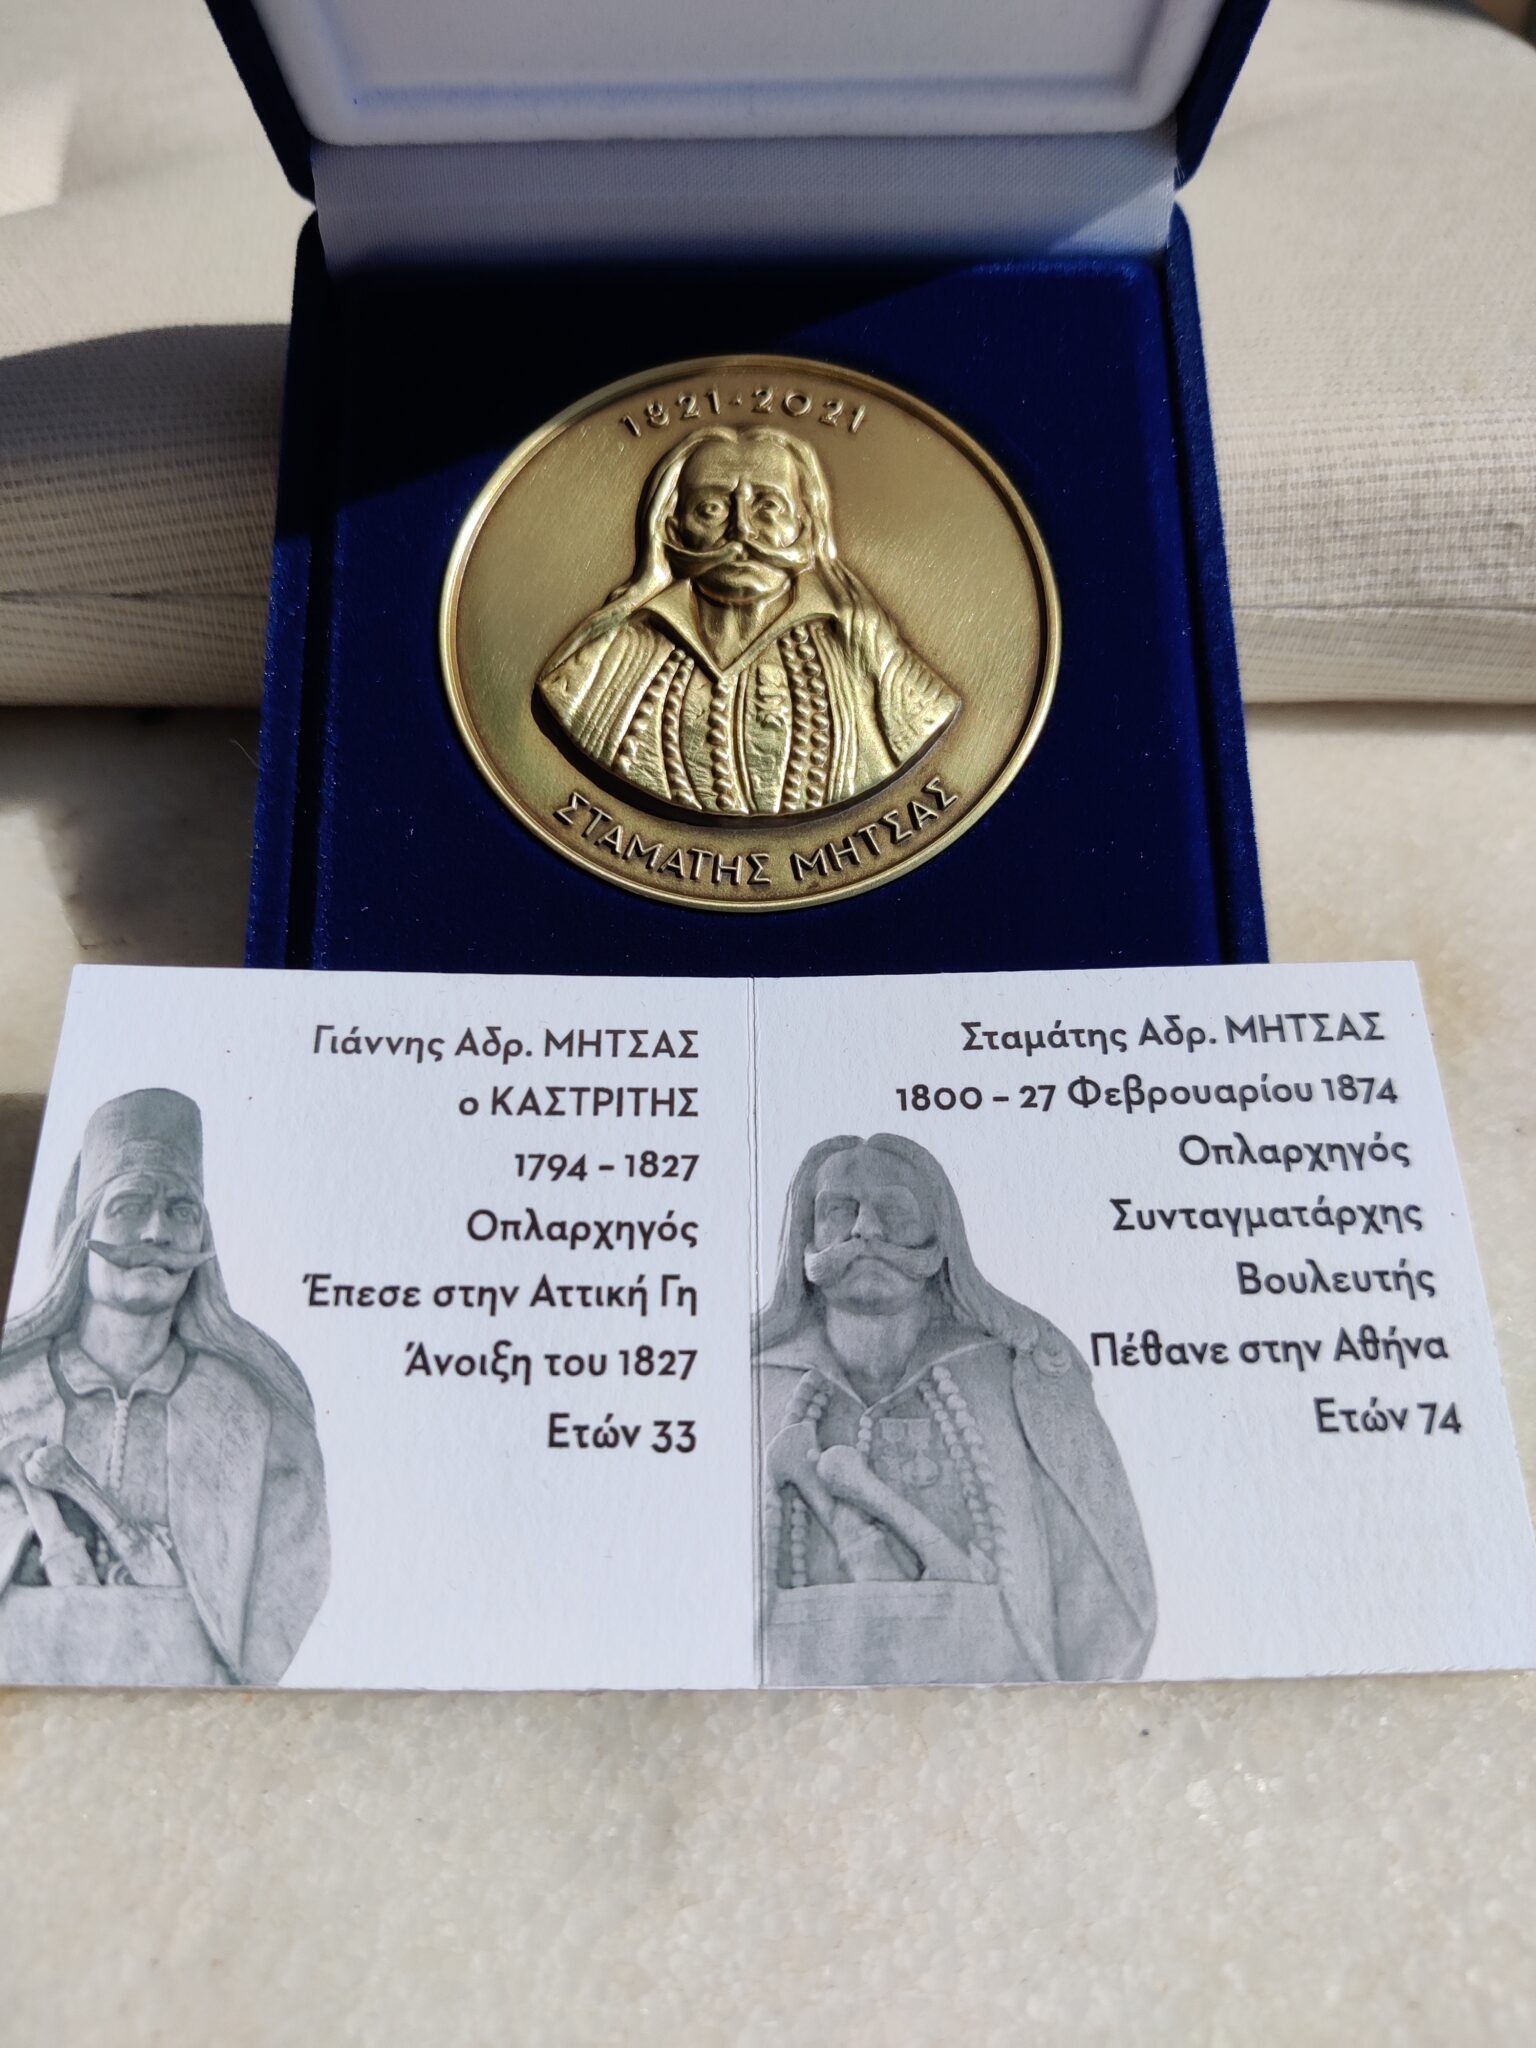 1821-2021
ΣΤΑΜΑΤΗΣ ΜΗΤΣΑΣ
Γιάννης Αδρ. ΜΗΤΣΑΣ
ο ΚΑΣΤΡΙΤΗΣ
1794 – 1827
Οπλαρχηγός
Έπεσε στην Αττική Γη
Άνοιξη του 1827
Ετών 33
Σταμάτης Αδρ. ΜΗΤΣΑΣ
1800 – 27 Φεβρουαρίου 1874
Οπλαρχηγός
Συνταγματάρχης
Βουλευτής
Πέθανε στην Αθήνα
Ετών 74